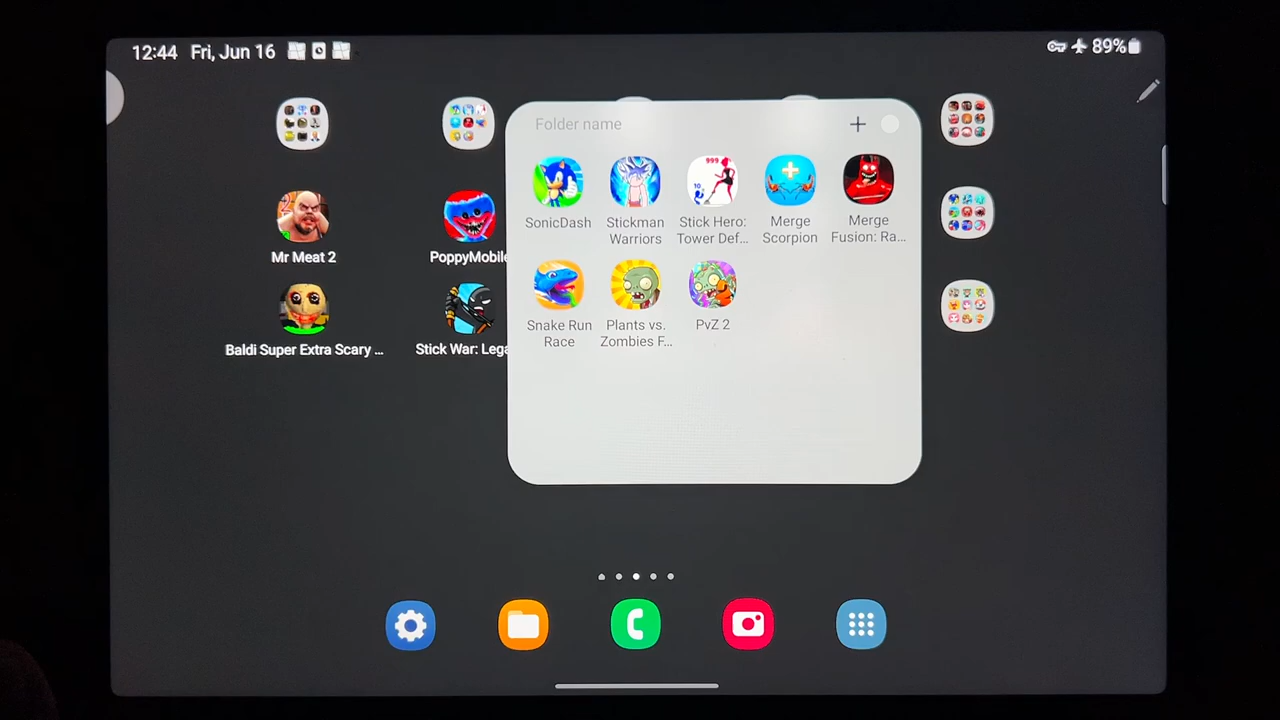 12:44 Fri, Jun 16
89%
Folder name
SonicDash
Stickman
Warriors
Stick Hero:
Tower Def...
Merge
Scorpion
Merge
Fusion: Ra...
Snake Run
Race
Plants vs.
Zombies F...
PvZ 2
Mr Meat 2
PoppyMobile
Baldi Super Extra Scary ...
Stick War: Lega
999
10